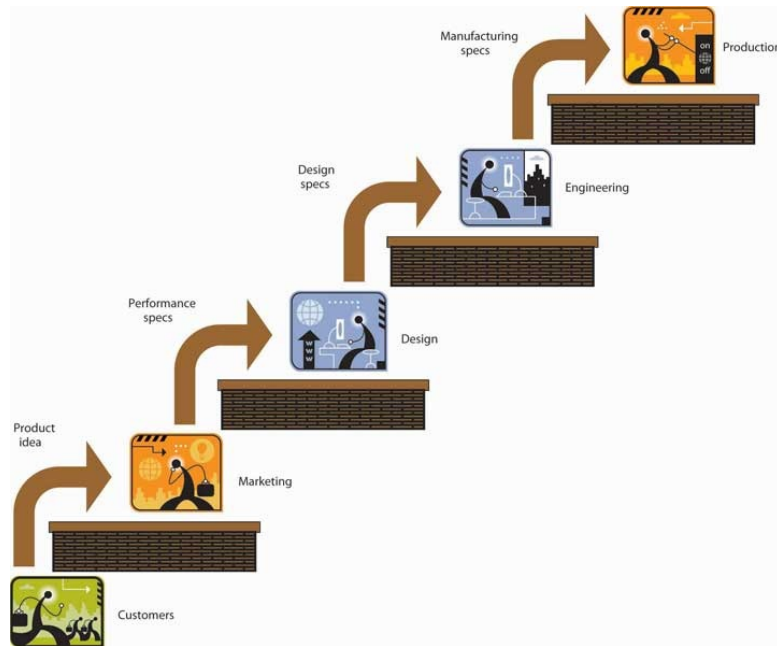 Manufacturing
specs
on
off
Production
Design
specs
Engineering
Performance
specs
W
W
W
Design
Product
idea
Marketing
Customers